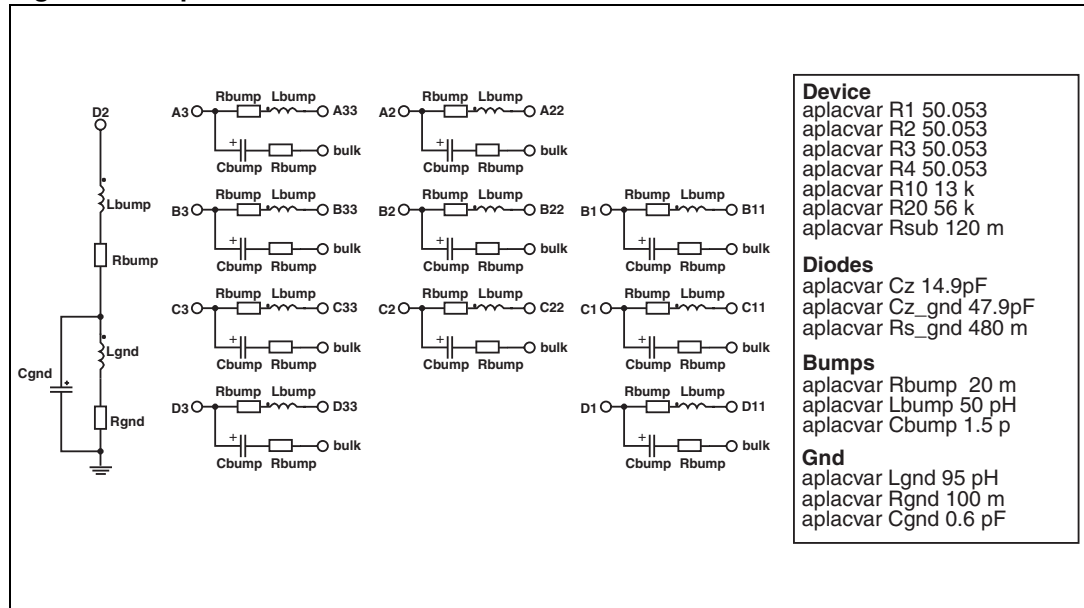 D2
Lbump
Rbump
Cgnd
Lgnd
Rgnd
Rbump Lbump
A3 A33
+
bulk
Cbump Rbump
Rbump Lbump
A2 A22
+
bulk
Cbump Rbump
Rbump Lbump
B3 B33
+
bulk
Cbump Rbump
Rbump Lbump
B2 B22
+
bulk
Cbump Rbump
Rbump Lbump
B1 B11
+
bulk
Cbump Rbump
Rbump Lbump
C3 C33
+
bulk
Cbump Rbump
Rbump Lbump
C2 C22
+
bulk
Cbump Rbump
Rbump Lbump
C1 C11
+
bulk
Cbump Rbump
Rbump Lbump
D3 D33
+
bulk
Cbump Rbump
Rbump Lbump
D1 D11
+
bulk
Cbump Rbump
Device
aplacvar R1 50.053
aplacvar R2 50.053
aplacvar R3 50.053
aplacvar R4 50.053
aplacvar R10 13 k
aplacvar R20 56 k
aplacvar Rsub 120 m
Diodes
aplacvar Cz 14.9pF
aplacvar Cz_gnd 47.9pF
aplacvar Rs_gnd 480 m
Bumps
aplacvar Rbump 20 m
aplacvar Lbump 50 pH
aplacvar Cbump 1.5 p
Gnd
aplacvar Lgnd 95 pH
aplacvar Rgnd 100 m
aplacvar Cgnd 0.6 pF